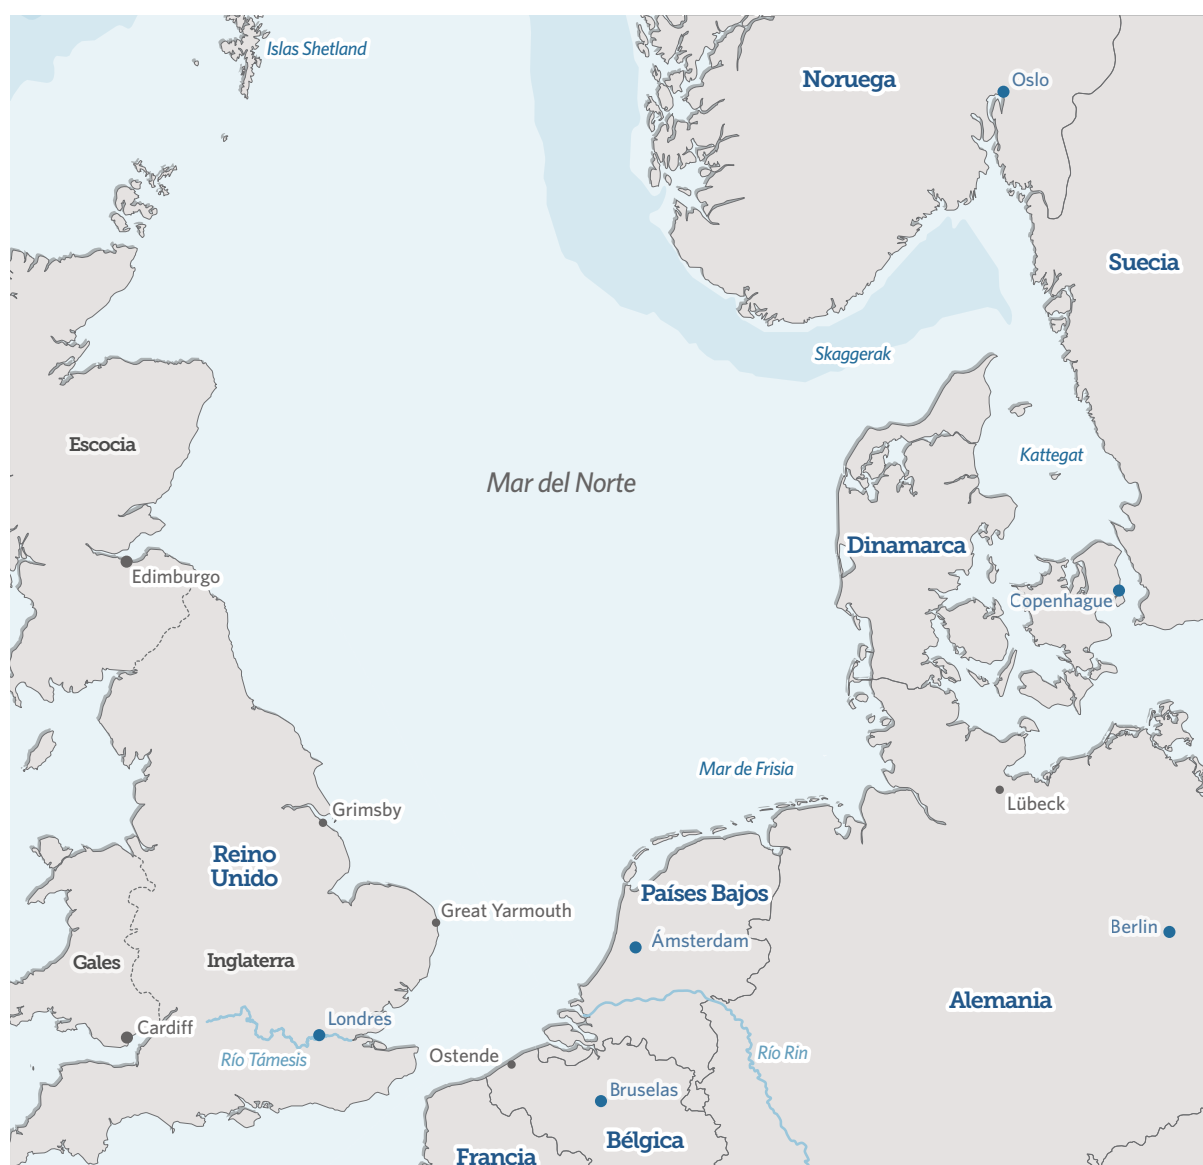 Islas Shetland
Noruega
Oslo
Suecia
Skaggerak
Escocia
Kattegat
Mar del Norte
Dinamarca
Edimburgo
Copenhague
Mar de Frisia
Lübeck
Grimsby
Reino
Unido
Países Bajos
Great Yarmouth
Berlin
Ámsterdam
Gales
Inglaterra
Alemania
Londres
Cardiff
Ostende
Río Rin
Río Támesis
Bruselas
Bélgica
Francia